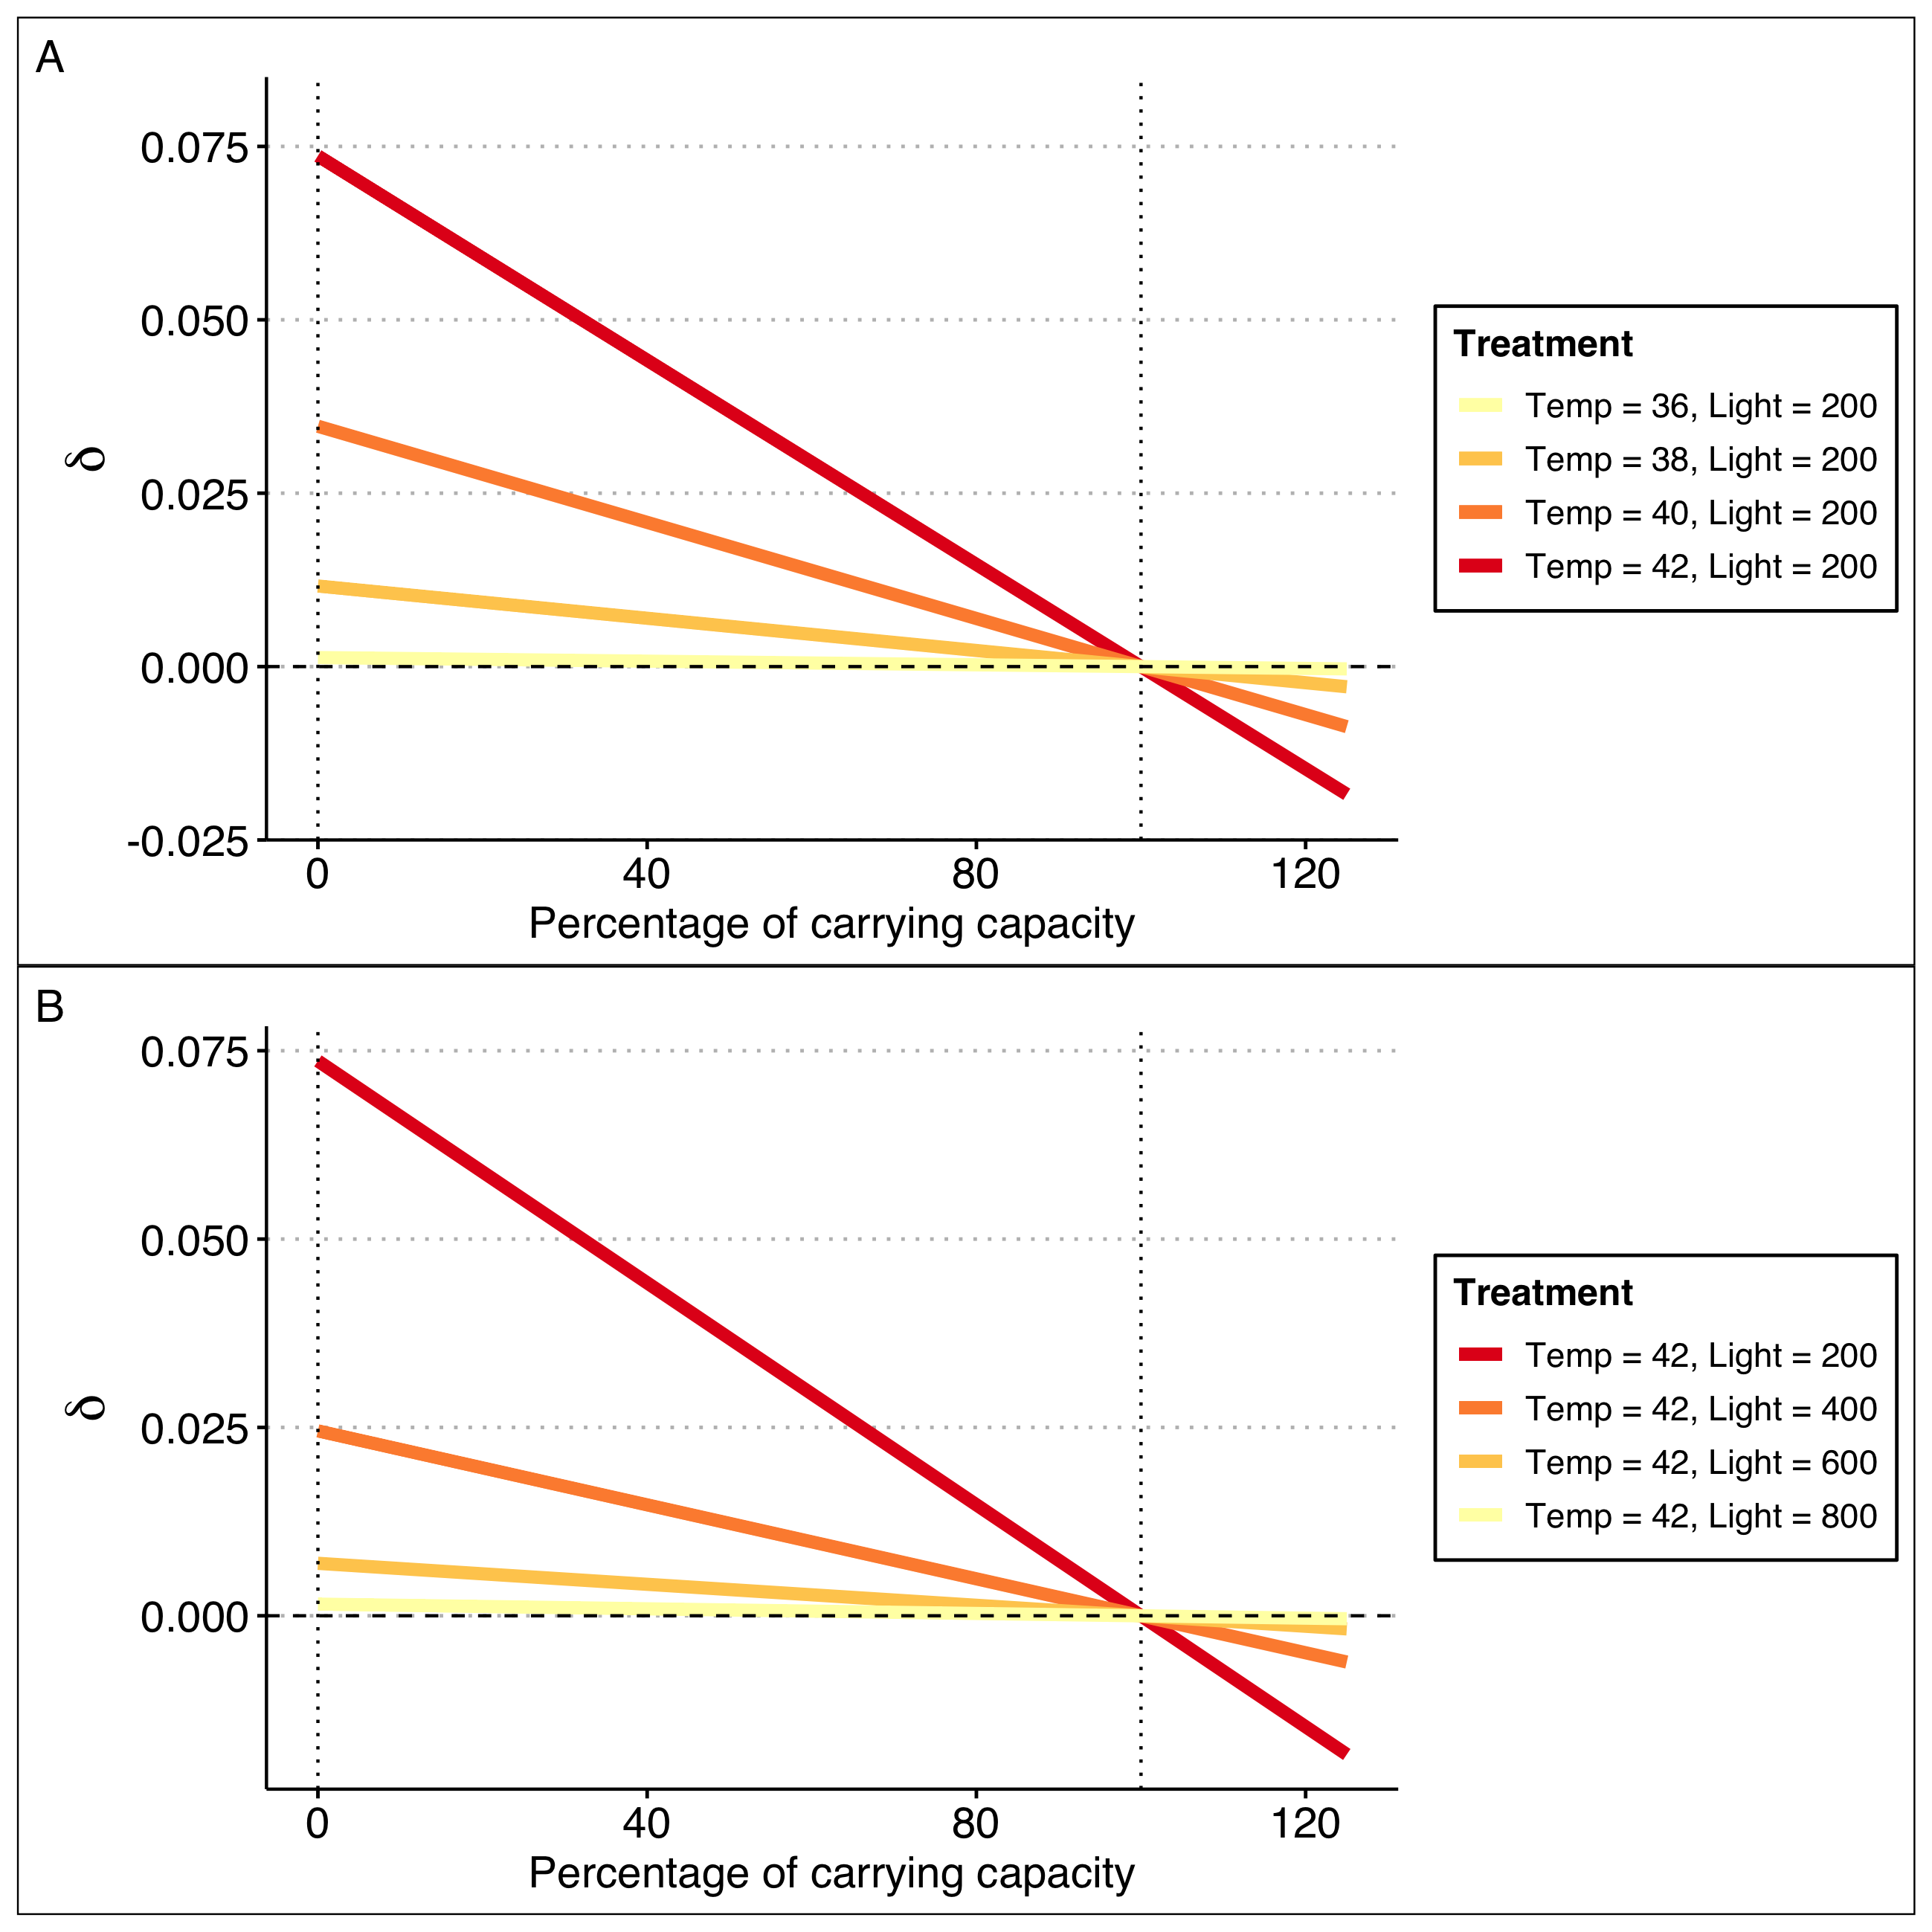 A
0.075
0.050
0.025
0.000
-0.025
δ
0 40 80 120
Percentage of carrying capacity
Treatment
Temp = 36, Light = 200
Temp = 38, Light = 200
Temp = 40, Light = 200
Temp = 42, Light = 200
B
0.075
0.050
0.025
0.000
δ
0 40 80 120
Percentage of carrying capacity
Treatment
Temp = 42, Light = 200
Temp = 42, Light = 400
Temp = 42, Light = 600
Temp = 42, Light = 800